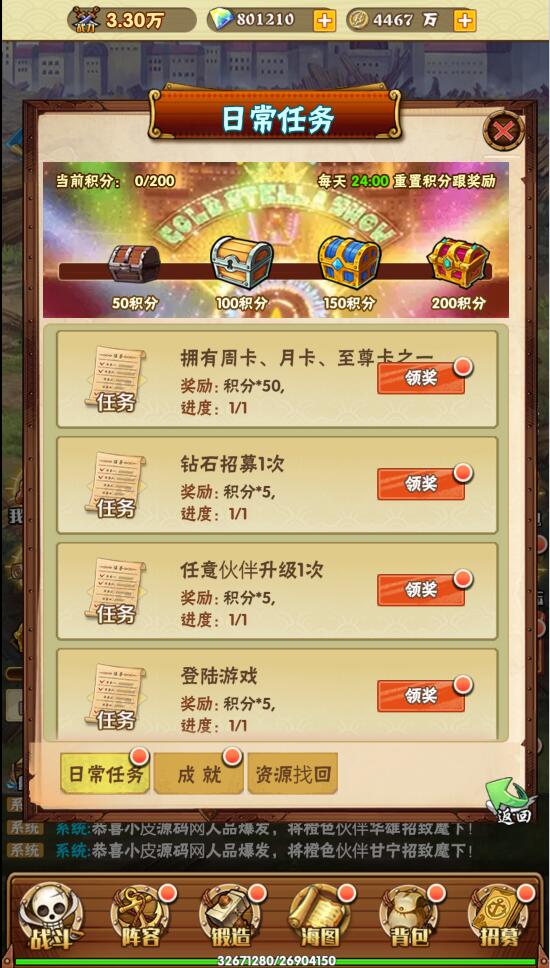 战力 3.30万 801210 4467 万
日常任务
当前积分: 0/200 每天 24:00 重置积分跟奖励
50积分 100积分 150积分 200积分
拥有周卡、月卡、至尊卡之一
任务 奖励: 积分*50, 领奖
进度: 1/1
钻石招募1次
任务 奖励: 积分*5, 领奖
进度: 1/1
任意伙伴升级1次
任务 奖励: 积分*5, 领奖
进度: 1/1
登陆游戏
任务 奖励: 积分*5, 领奖
进度: 1/1
日常任务 成就 资源找回
返回
系统 系统:恭喜小皮源码网人品爆发，将橙色伙伴华雄招致麾下!
系统 系统:恭喜小皮源码网人品爆发，将橙色伙伴甘宁招致麾下!
战斗 阵容 锻造 海图 背包 招募
32671280/26904150